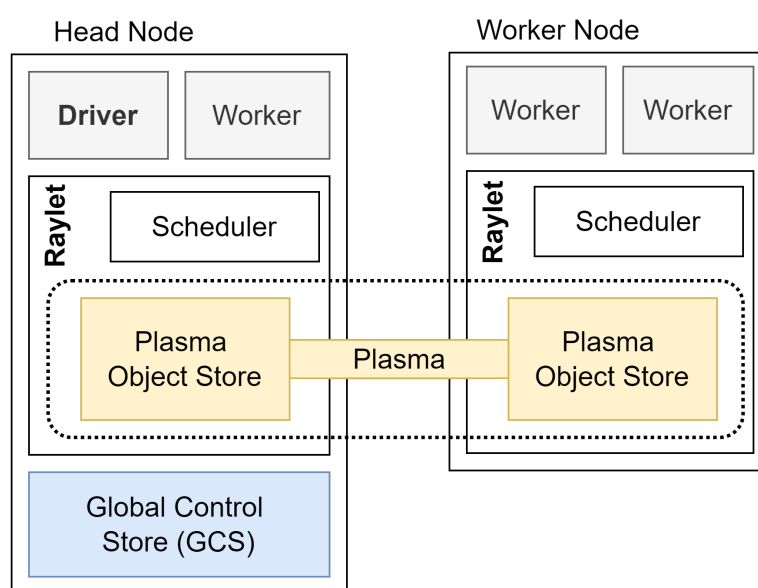 Head Node
Driver
Worker
Raylet
Scheduler
Plasma
Object Store
Global Control
Store (GCS)
Plasma
Worker Node
Worker
Worker
Raylet
Scheduler
Plasma
Object Store